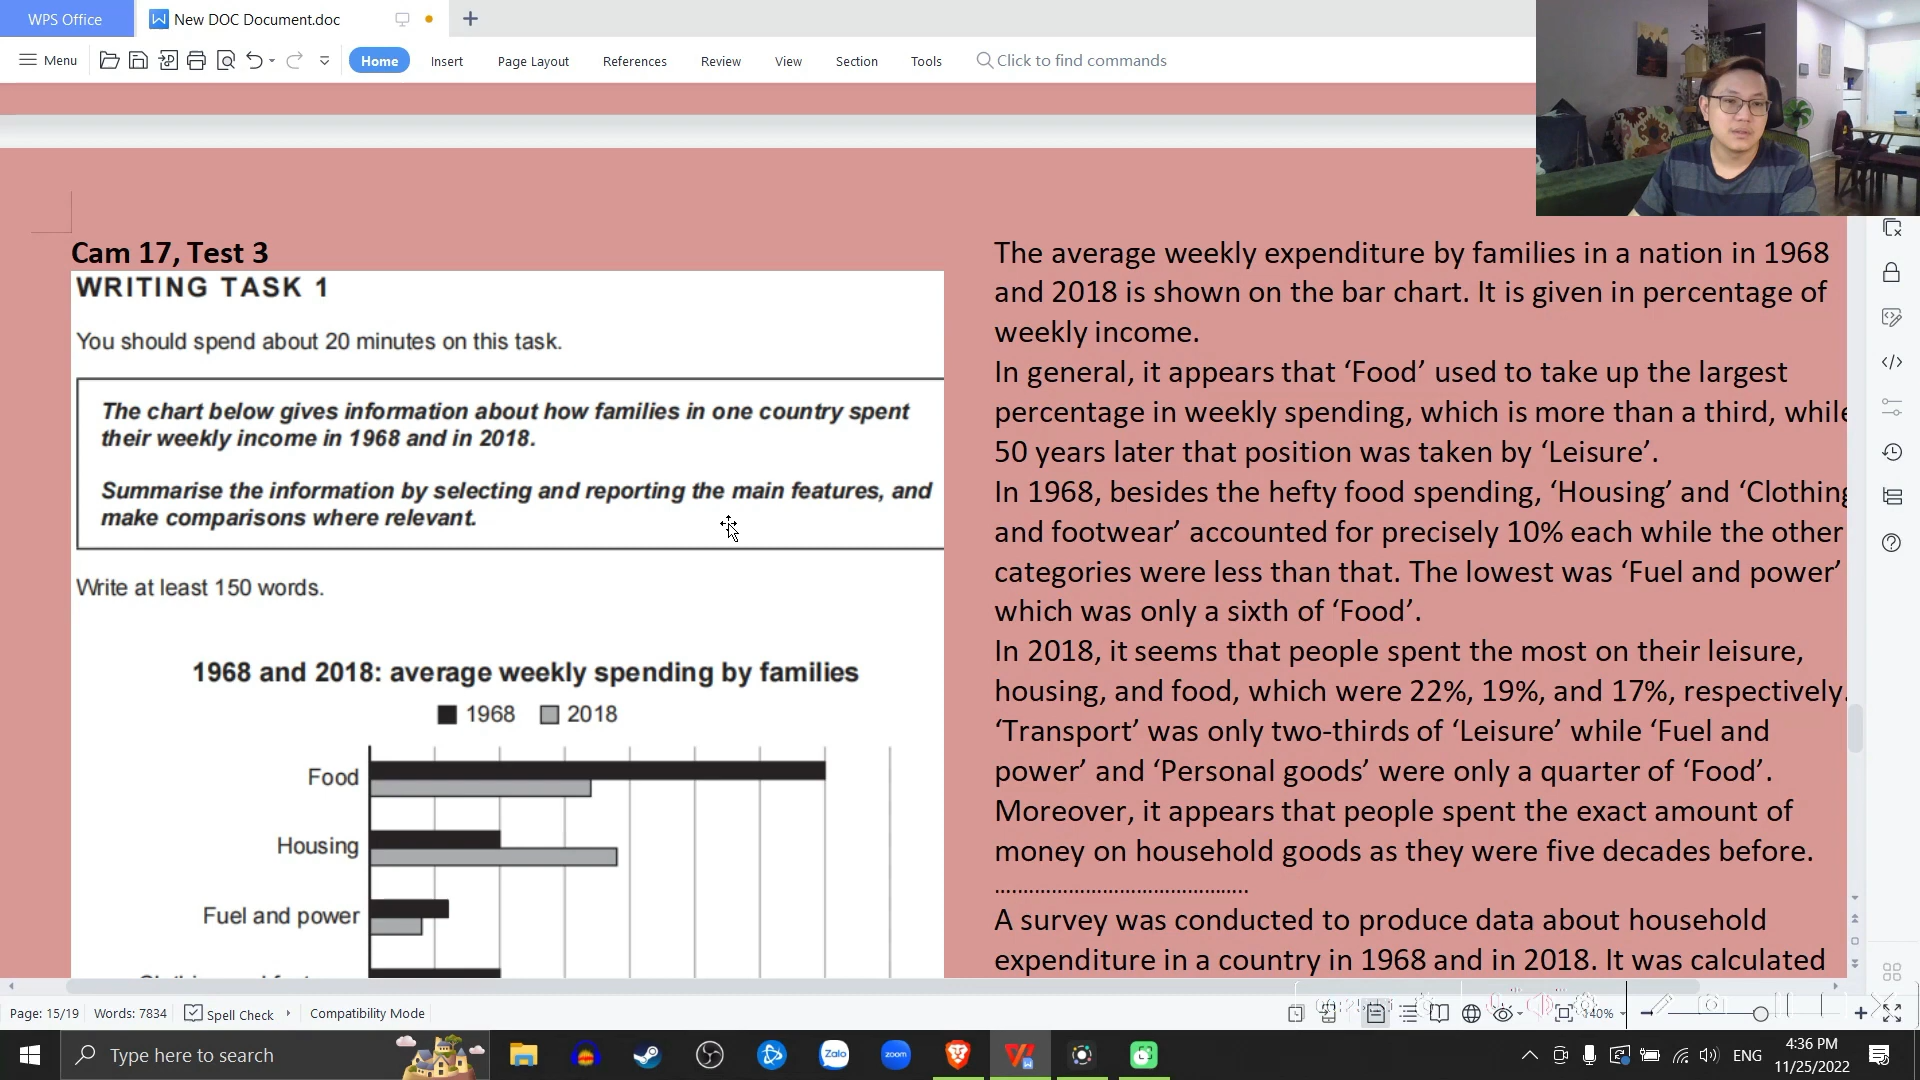 WPS Office
New DOC Document.doc
Menu
Home
Insert
Page Layout
References
Review
View
Section
Tools
Click to find commands
Cam 17, Test 3
WRITING TASK 1
You should spend about 20 minutes on this task.
The chart below gives information about how families in one country spent
their weekly income in 1968 and in 2018.
Summarise the information by selecting and reporting the main features, and
make comparisons where relevant.
Write at least 150 words.
1968 and 2018: average weekly spending by families
1968 2018
Food
Housing
Fuel and power
The average weekly expenditure by families in a nation in 1968
and 2018 is shown on the bar chart. It is given in percentage of
weekly income.
In general, it appears that ‘Food’ used to take up the largest
percentage in weekly spending, which is more than a third, while
50 years later that position was taken by ‘Leisure’.
In 1968, besides the hefty food spending, ‘Housing’ and ‘Clothing
and footwear’ accounted for precisely 10% each while the other
categories were less than that. The lowest was ‘Fuel and power’
which was only a sixth of ‘Food’.
In 2018, it seems that people spent the most on their leisure,
housing, and food, which were 22%, 19%, and 17%, respectively.
‘Transport’ was only two-thirds of ‘Leisure’ while ‘Fuel and
power’ and ‘Personal goods’ were only a quarter of ‘Food’.
Moreover, it appears that people spent the exact amount of
money on household goods as they were five decades before.
……………………………………..
A survey was conducted to produce data about household
expenditure in a country in 1968 and in 2018. It was calculated
Page: 15/19
Words: 7834
Spell Check
Compatibility Mode
140%
Type here to search
Zalo
zoom
ENG
4:36 PM
11/25/2022